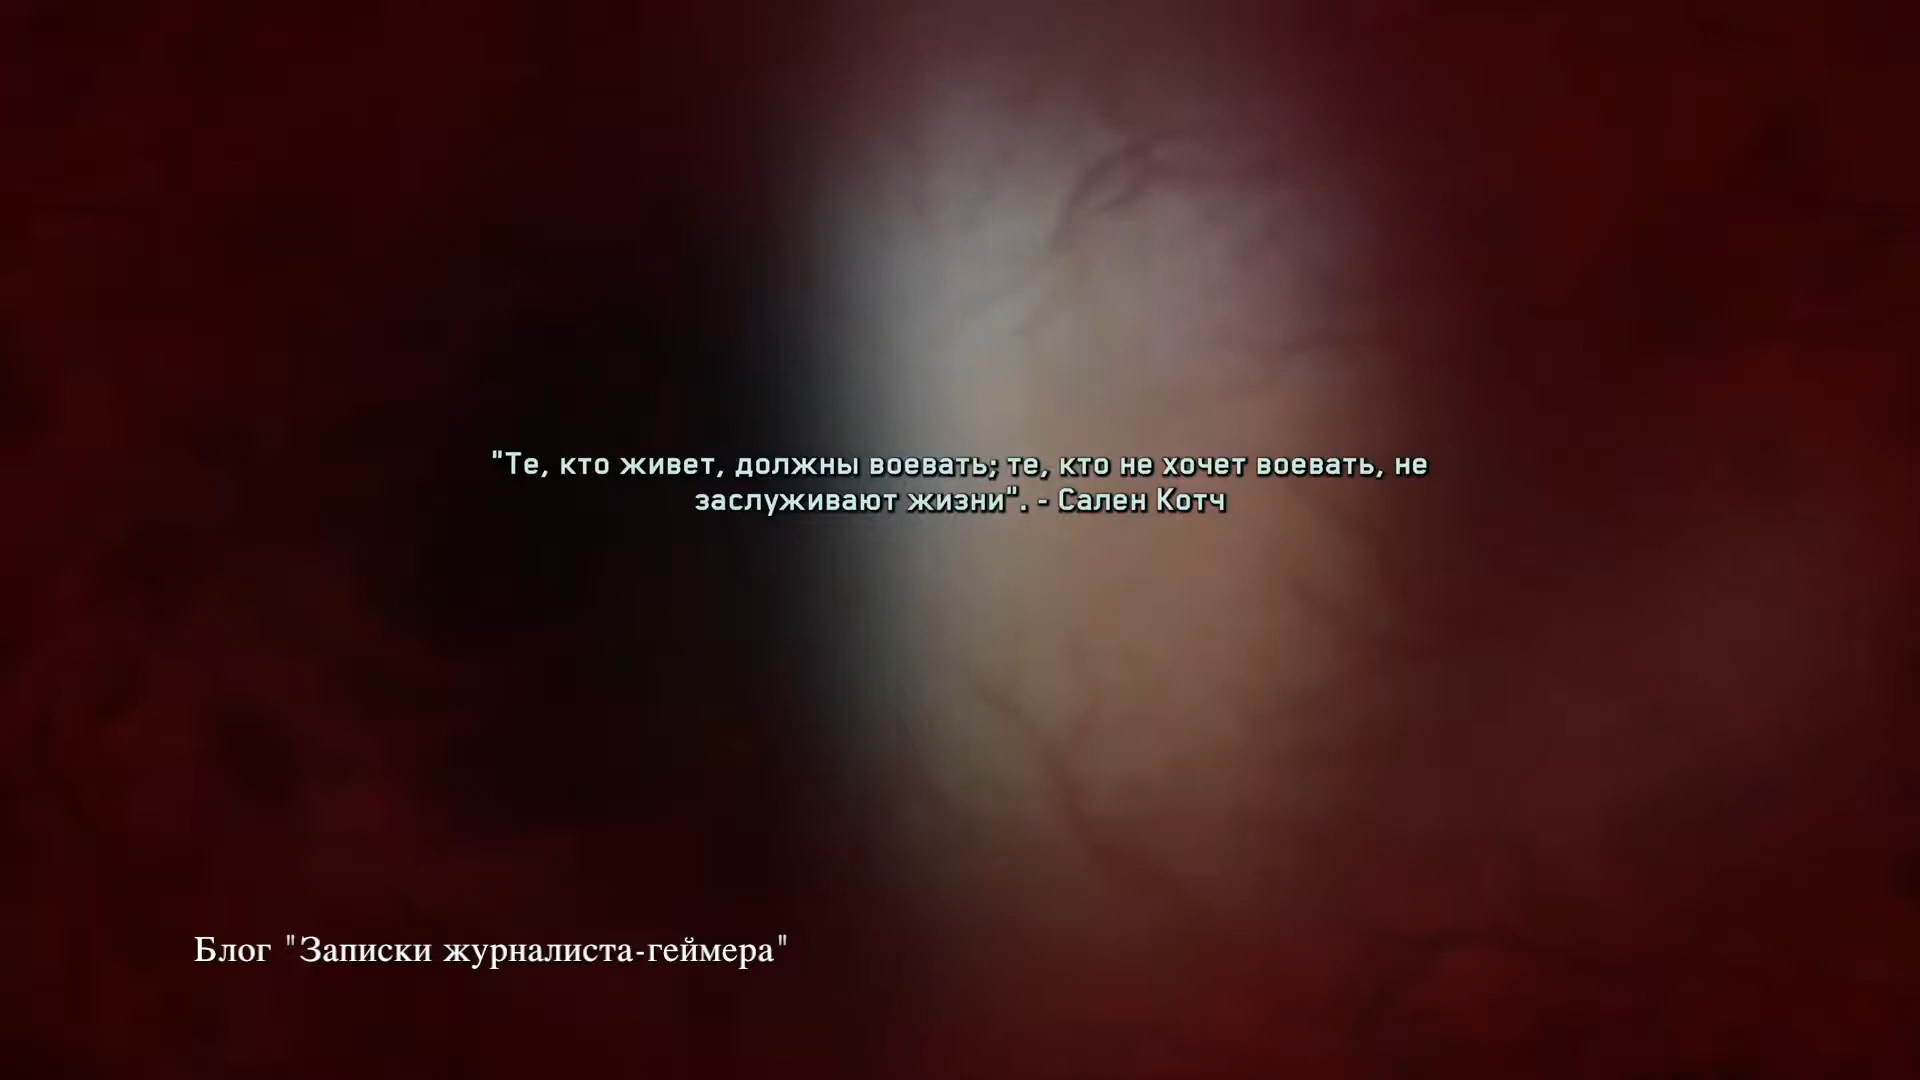 "Те, кто живет, должны воевать; те, кто не хочет воевать, не
заслуживают жизни". - Сален Котч
Блог "Записки журналиста-геймера"